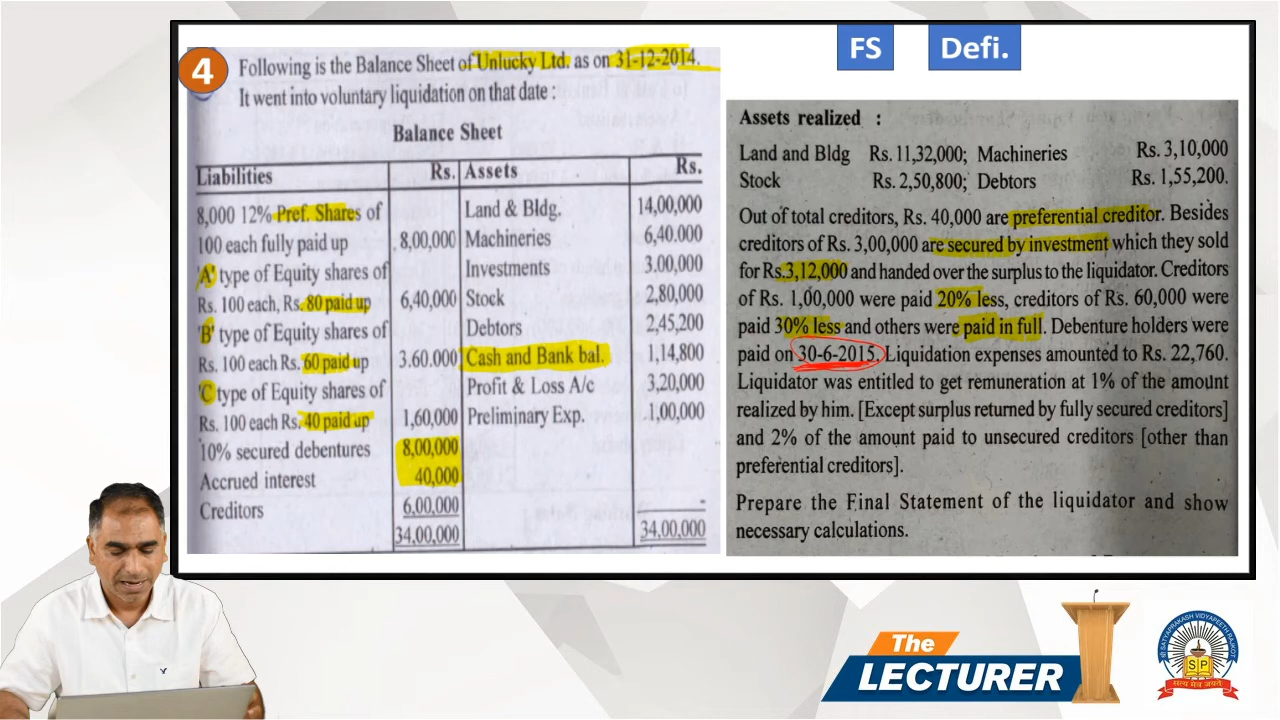 4
Following is the Balance Sheet of Unlucky Ltd. as on 31-12-2014.
It went into voluntary liquidation on that date :
Balance Sheet
Liabilities Rs. Assets Rs.
8,000 12% Pref. Shares of Land & Bldg. 14,00,000
100 each fully paid up 8,00,000 Machineries 6,40.000
'A' type of Equity shares of Investments 3.00,000
Rs. 100 each, Rs. 80 paid up 6,40,000 Stock 2,80,000
'B' type of Equity shares of Debtors 2,45,200
Rs. 100 each Rs. 60 paid up 3.60.000 Cash and Bank bal. 1,14,800
'C' type of Equity shares of Profit & Loss A/c 3,20,000
Rs. 100 each Rs. 40 paid up 1,60,000 Preliminary Exp. 1,00,000
10% secured debentures 8,00,000
Accrued interest 40,000
Creditors 6,00,000
34,00,000 34,00,000
FS Defi.
Assets realized :
Land and Bldg Rs. 11,32,000; Machineries Rs. 3,10,000
Stock Rs. 2,50,800; Debtors Rs. 1,55,200.
Out of total creditors, Rs. 40,000 are preferential creditor. Besides
creditors of Rs. 3,00,000 are secured by investment which they sold
for Rs.3,12,000 and handed over the surplus to the liquidator. Creditors
of Rs. 1,00,000 were paid 20% less, creditors of Rs. 60,000 were
paid 30% less and others were paid in full. Debenture holders were
paid on 30-6-2015. Liquidation expenses amounted to Rs. 22,760.
Liquidator was entitled to get remuneration at 1% of the amount
realized by him. [Except surplus returned by fully secured creditors]
and 2% of the amount paid to unsecured creditors [other than
preferential creditors].
Prepare the Final Statement of the liquidator and show
necessary calculations.
The
LECTURER
SATYAPRAKASH VIDYAPEETH RAJKOT
S P
सत्य मेव जयते